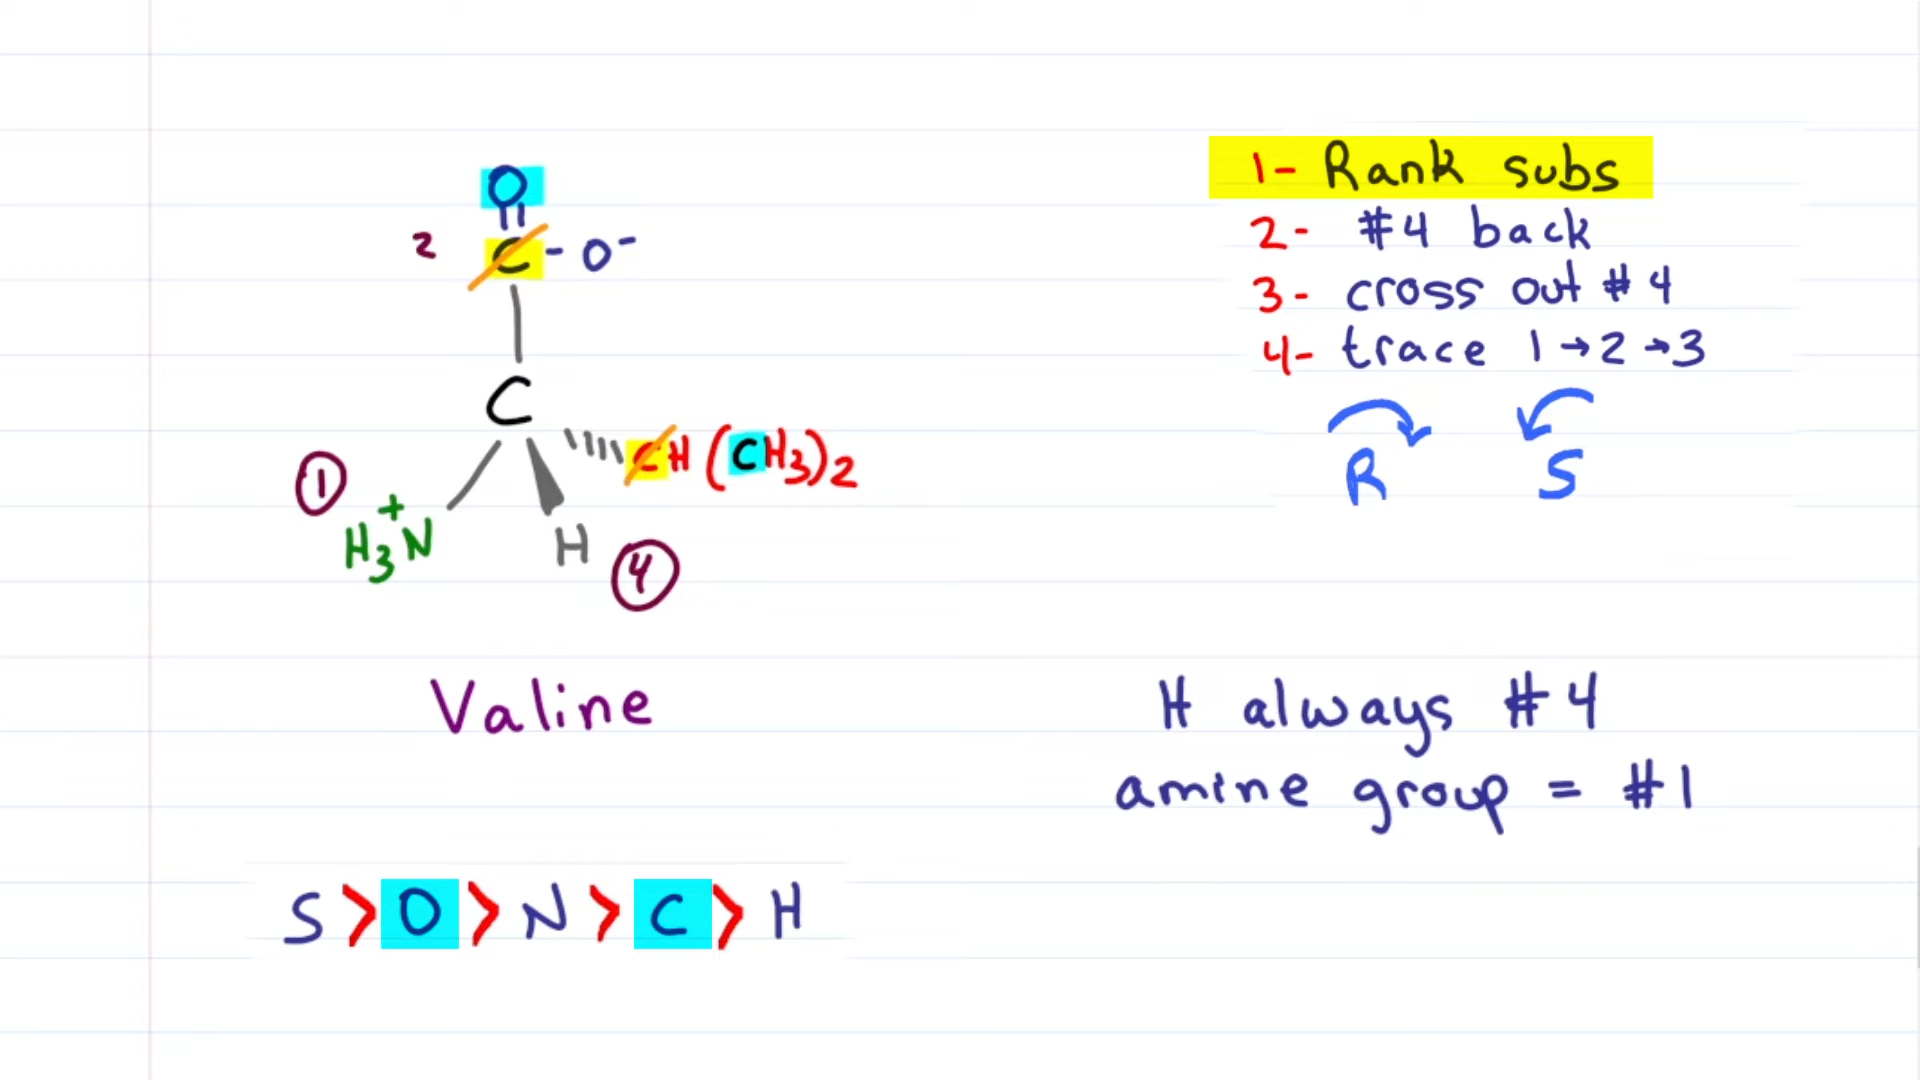 O
2 C - O⁻
C
CH (CH3)2
① H3N⁺
H ④
Valine
S > O > N > C > H
1- Rank subs
2- #4 back
3- cross out #4
4- trace 1→2→3
R S
H always #4
amine group = #1